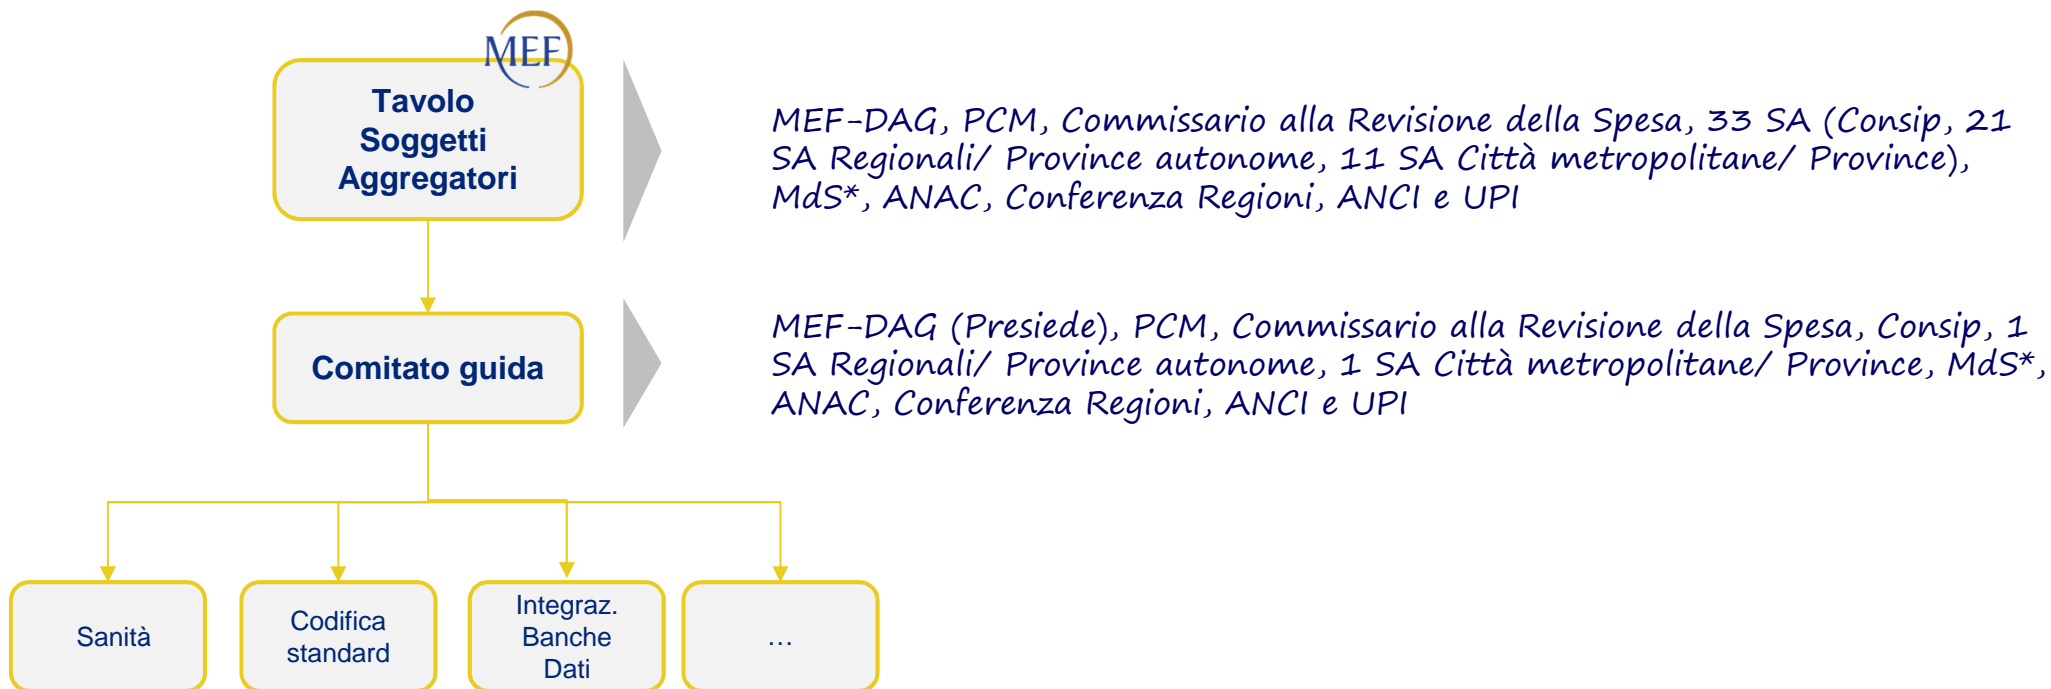 MEF
Tavolo
Soggetti
Aggregatori
MEF-DAG, PCM, Commissario alla Revisione della Spesa, 33 SA (Consip, 21
SA Regionali/ Province autonome, 11 SA Città metropolitane/ Province),
MdS*, ANAC, Conferenza Regioni, ANCI e UPI
Comitato guida
MEF-DAG (Presiede), PCM, Commissario alla Revisione della Spesa, Consip, 1
SA Regionali/ Province autonome, 1 SA Città metropolitane/ Province, MdS*,
ANAC, Conferenza Regioni, ANCI e UPI
Sanità
Codifica
standard
Integraz.
Banche
Dati
…